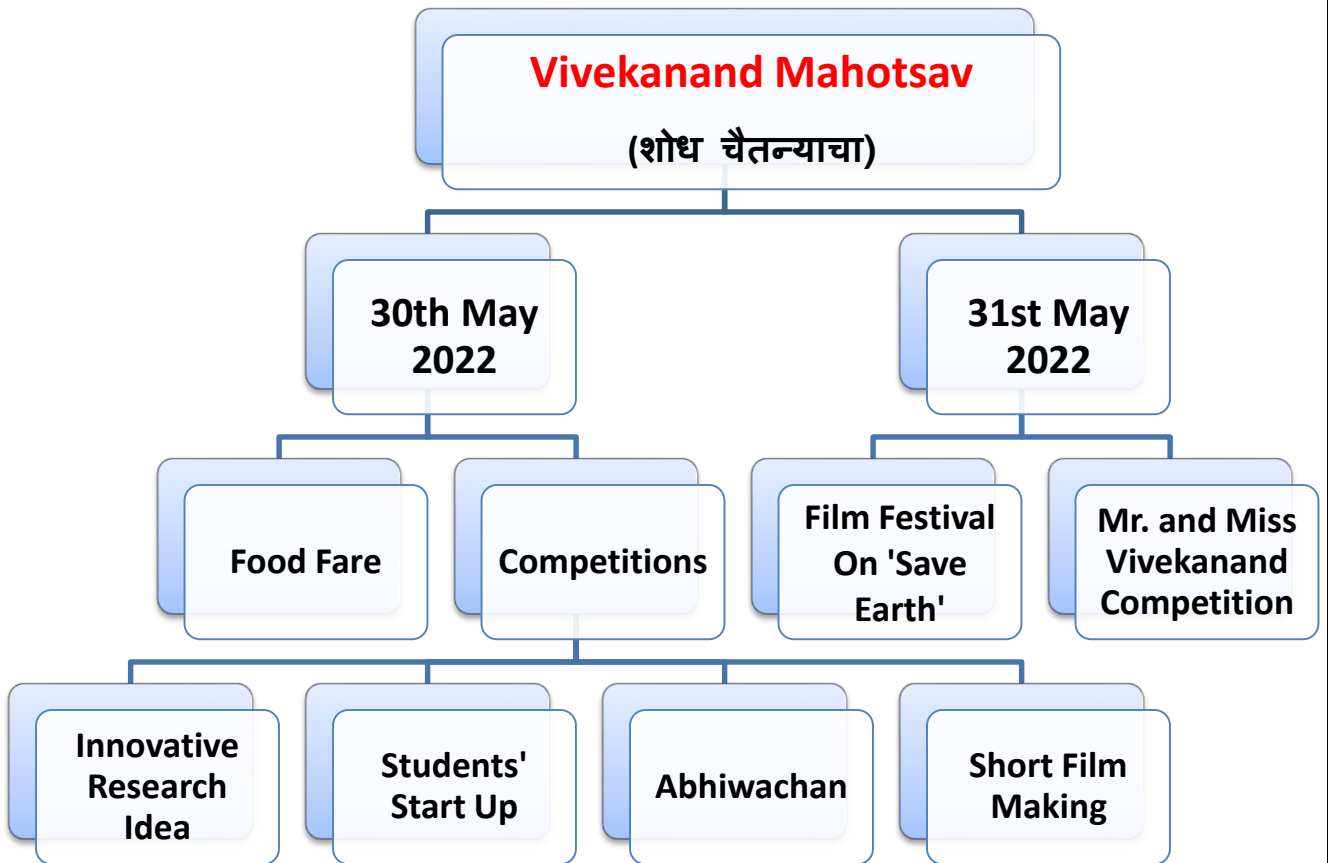 Vivekanand Mahotsav
(शोध चैतन्याचा)
30th May
2022
31st May
2022
Food Fare
Competitions
Film Festival
On 'Save
Earth'
Mr. and Miss
Vivekanand
Competition
Innovative
Research
Idea
Students'
Start Up
Abhiwachan
Short Film
Making